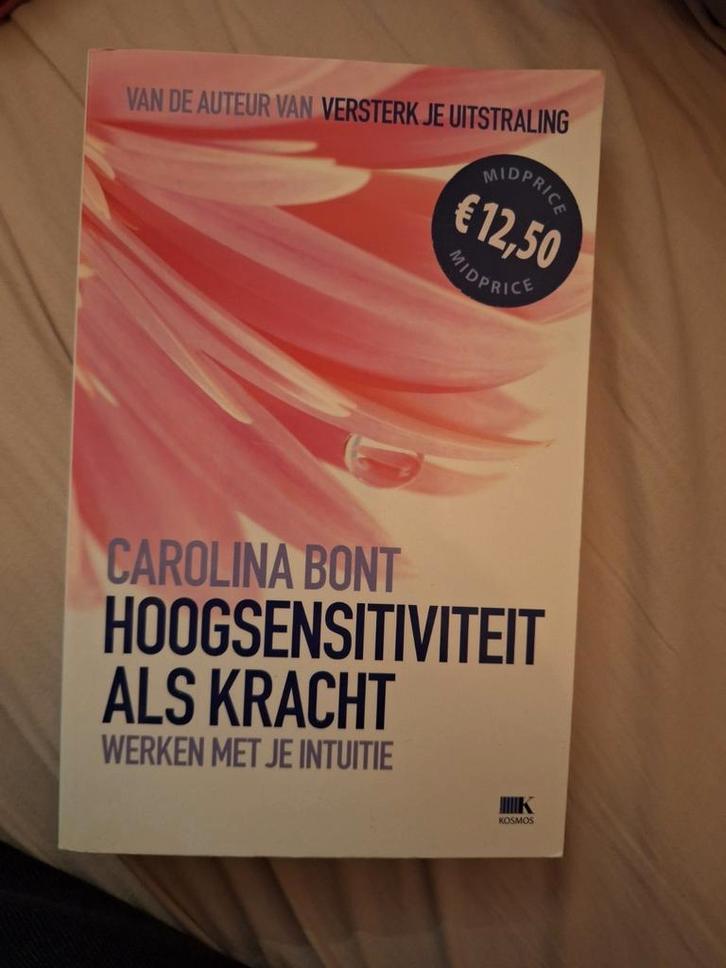 VAN DE AUTEUR VAN VERSTERK JE UITSTRALING
MIDPRICE
€ 12,50
MIDPRICE
CAROLINA BONT
HOOGSENSITIVITEIT
ALS KRACHT
WERKEN MET JE INTUITIE
K
KOSMOS